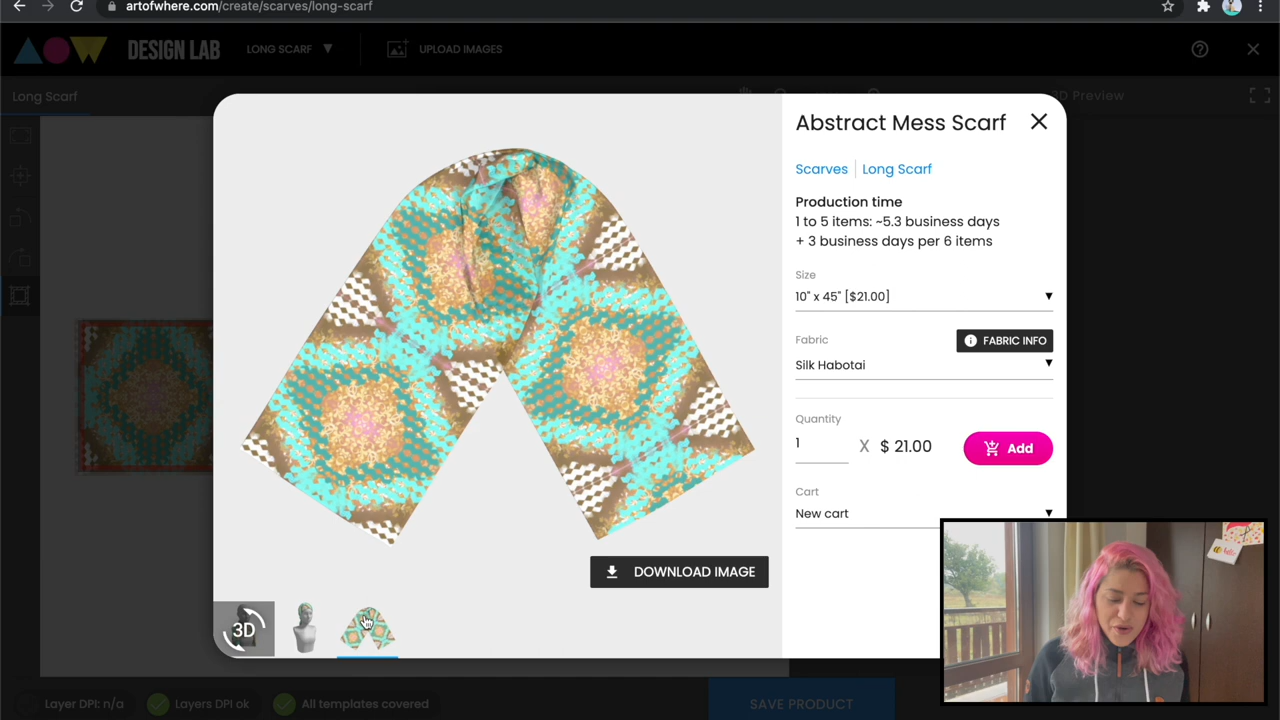 artofwhere.com/create/scarves/long-scarf
AOW DESIGN LAB
LONG SCARF
UPLOAD IMAGES
Long Scarf
3D Preview
Abstract Mess Scarf
Scarves
Long Scarf
Production time
1 to 5 items: ~5.3 business days
+ 3 business days per 6 items
Size
10" x 45" [$21.00]
Fabric
FABRIC INFO
Silk Habotai
Quantity
1 X $ 21.00
Add
Cart
New cart
DOWNLOAD IMAGE
3D
Layer DPI: n/a
Layers DPI ok
All templates covered
SAVE PRODUCT